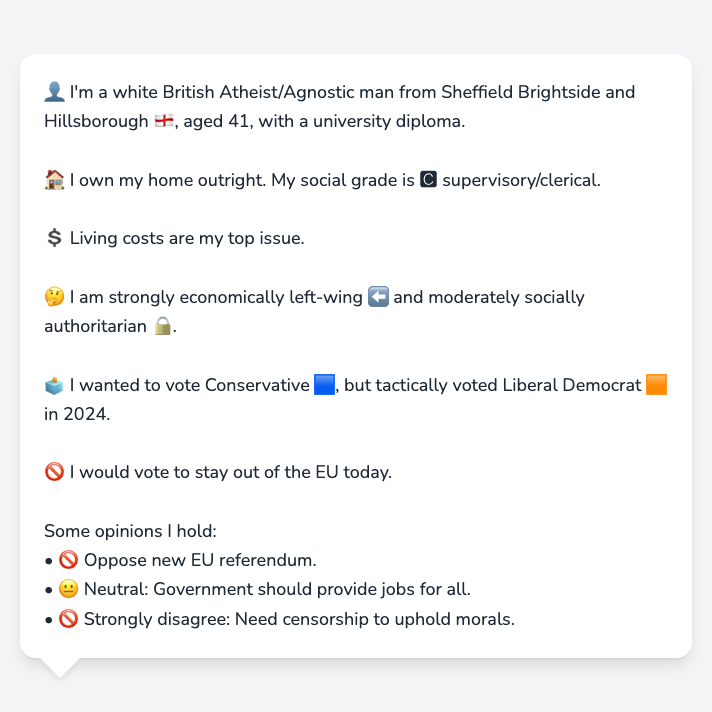 👤 I'm a white British Atheist/Agnostic man from Sheffield Brightside and
Hillsborough 🏴󠁧󠁢󠁥󠁮󠁧󠁿, aged 41, with a university diploma.
🏠 I own my home outright. My social grade is 🅲 supervisory/clerical.
💲 Living costs are my top issue.
🤔 I am strongly economically left-wing ⬅️ and moderately socially
authoritarian 🔒.
🗳️ I wanted to vote Conservative 🟦, but tactically voted Liberal Democrat 🟧
in 2024.
🚫 I would vote to stay out of the EU today.
Some opinions I hold:
• 🚫 Oppose new EU referendum.
• 😐 Neutral: Government should provide jobs for all.
• 🚫 Strongly disagree: Need censorship to uphold morals.